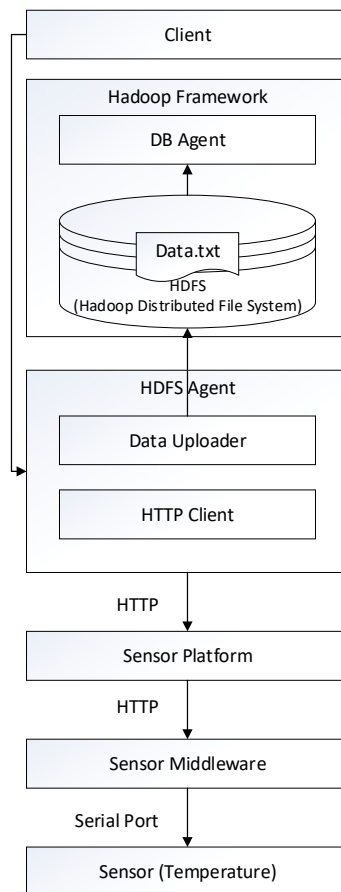 Client
Hadoop Framework
DB Agent
Data.txt
HDFS
(Hadoop Distributed File System)
HDFS Agent
Data Uploader
HTTP Client
HTTP
Sensor Platform
HTTP
Sensor Middleware
Serial Port
Sensor (Temperature)